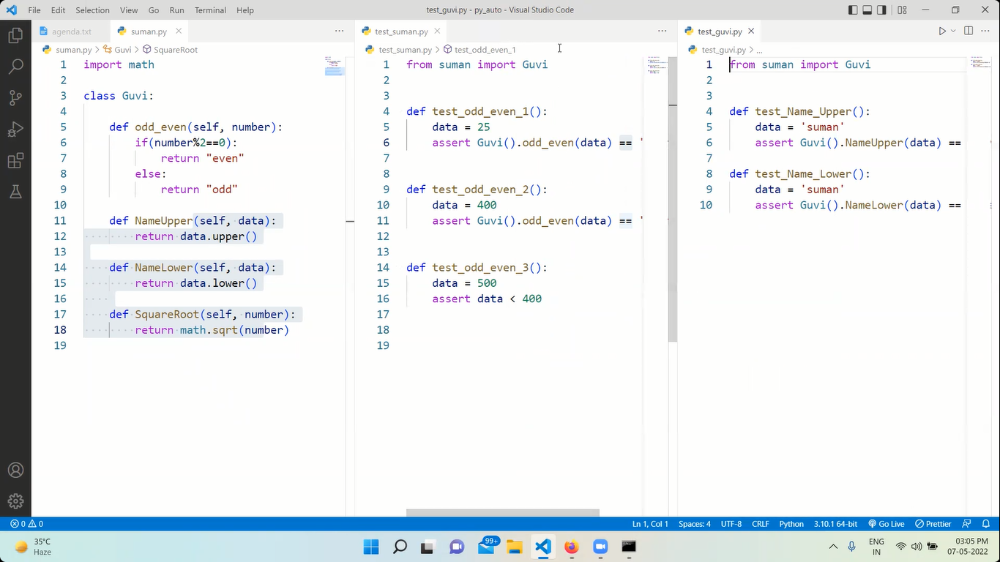 File Edit Selection View Go Run Terminal Help
test_guvi.py - py_auto - Visual Studio Code
agenda.txt
suman.py
suman.py > Guvi > SquareRoot
1 import math
2
3 class Guvi:
4
5 def odd_even(self, number):
6 if(number%2==0):
7 return "even"
8 else:
9 return "odd"
10
11 def NameUpper(self, data):
12 return data.upper()
13
14 def NameLower(self, data):
15 return data.lower()
16
17 def SquareRoot(self, number):
18 return math.sqrt(number)
19
test_suman.py
test_suman.py > test_odd_even_1
1 from suman import Guvi
2
3
4 def test_odd_even_1():
5 data = 25
6 assert Guvi().odd_even(data) == '
7
8
9 def test_odd_even_2():
10 data = 400
11 assert Guvi().odd_even(data) == '
12
13
14 def test_odd_even_3():
15 data = 500
16 assert data < 400
17
18
19
test_guvi.py
test_guvi.py > ...
1 from suman import Guvi
2
3
4 def test_Name_Upper():
5 data = 'suman'
6 assert Guvi().NameUpper(data) ==
7
8 def test_Name_Lower():
9 data = 'suman'
10 assert Guvi().NameLower(data) ==
0 0
Ln 1, Col 1 Spaces: 4 UTF-8 CRLF Python 3.10.1 64-bit Go Live Prettier
35°C
Haze
99+
ENG
IN
03:05 PM
07-05-2022